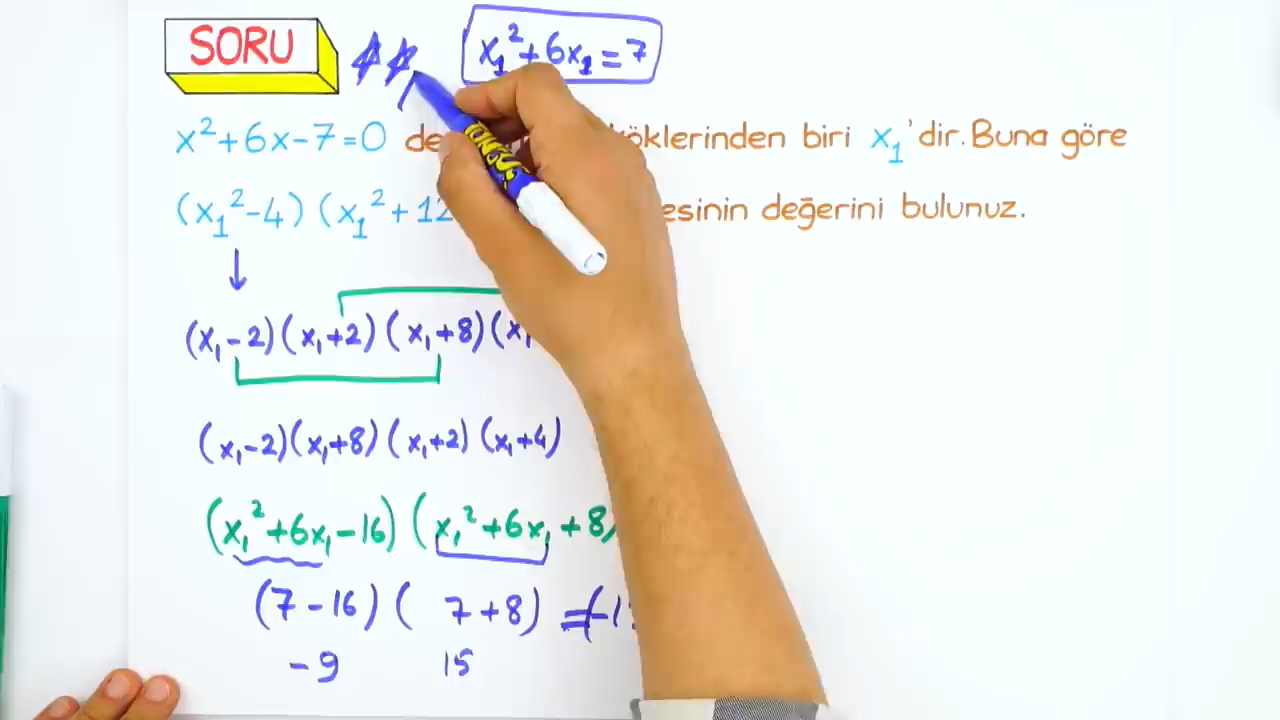 SORU
x₁² + 6x₁ = 7
x² + 6x - 7 = 0 köklerinden biri x₁'dir. Buna göre
(x₁² - 4) (x₁² + 12 değerini bulunuz.
(x₁ - 2)(x₁ + 2)(x₁ + 8)(x₁
(x₁ - 2)(x₁ + 8)(x₁ + 2)(x₁ + 4)
(x₁² + 6x₁ - 16) (x₁² + 6x₁ + 8)
(7 - 16) ( 7 + 8) =
- 9 15